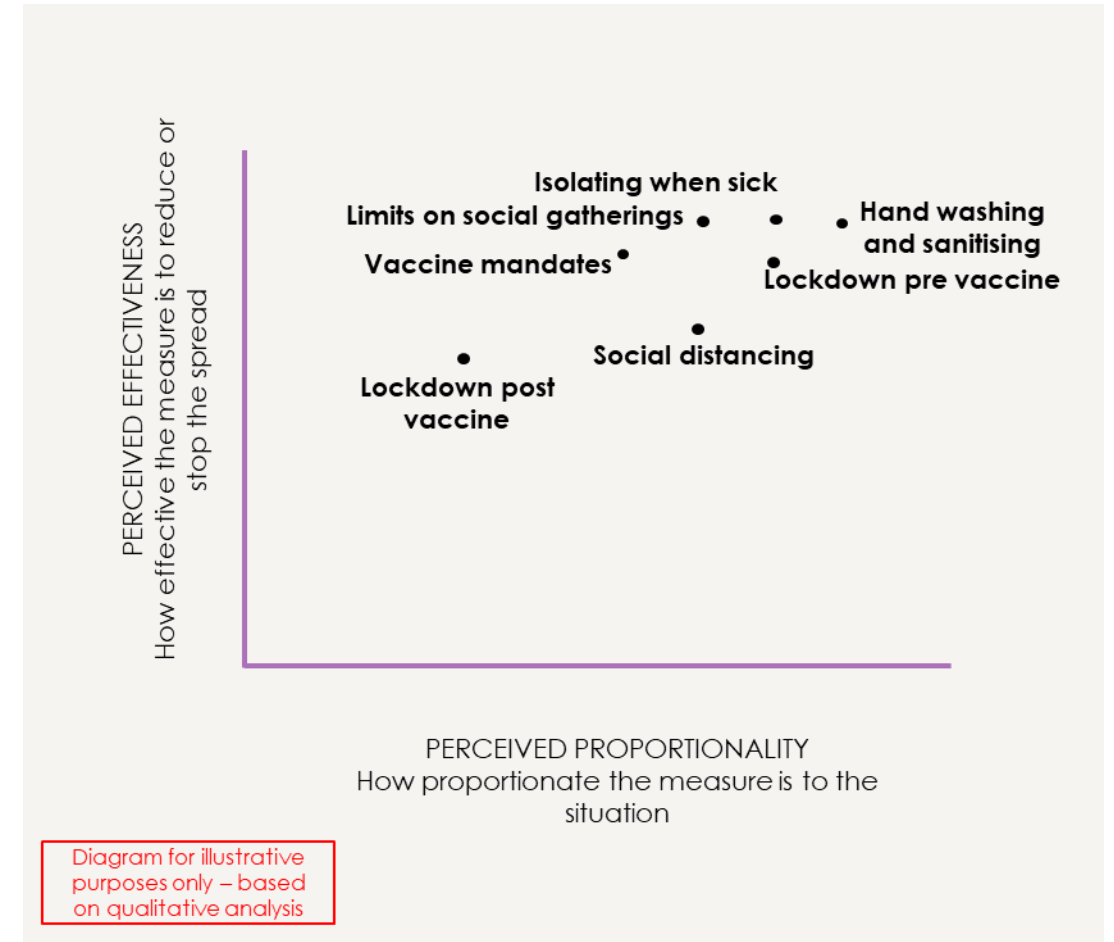 PERCEIVED EFFECTIVENESS
How effective the measure is to reduce or
stop the spread
Isolating when sick
Limits on social gatherings
Hand washing
and sanitising
Vaccine mandates
Lockdown pre vaccine
Social distancing
Lockdown post
vaccine
PERCEIVED PROPORTIONALITY
How proportionate the measure is to the
situation
Diagram for illustrative
purposes only – based
on qualitative analysis